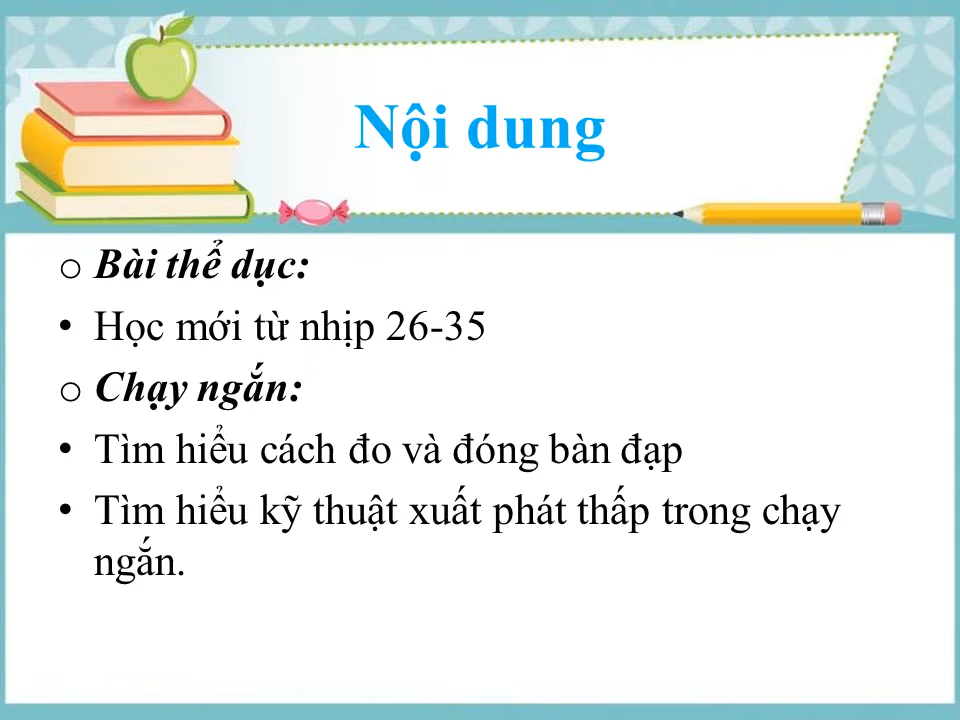 Nội dung
o Bài thể dục:
• Học mới từ nhịp 26-35
o Chạy ngắn:
• Tìm hiểu cách đo và đóng bàn đạp
• Tìm hiểu kỹ thuật xuất phát thấp trong chạy
ngắn.